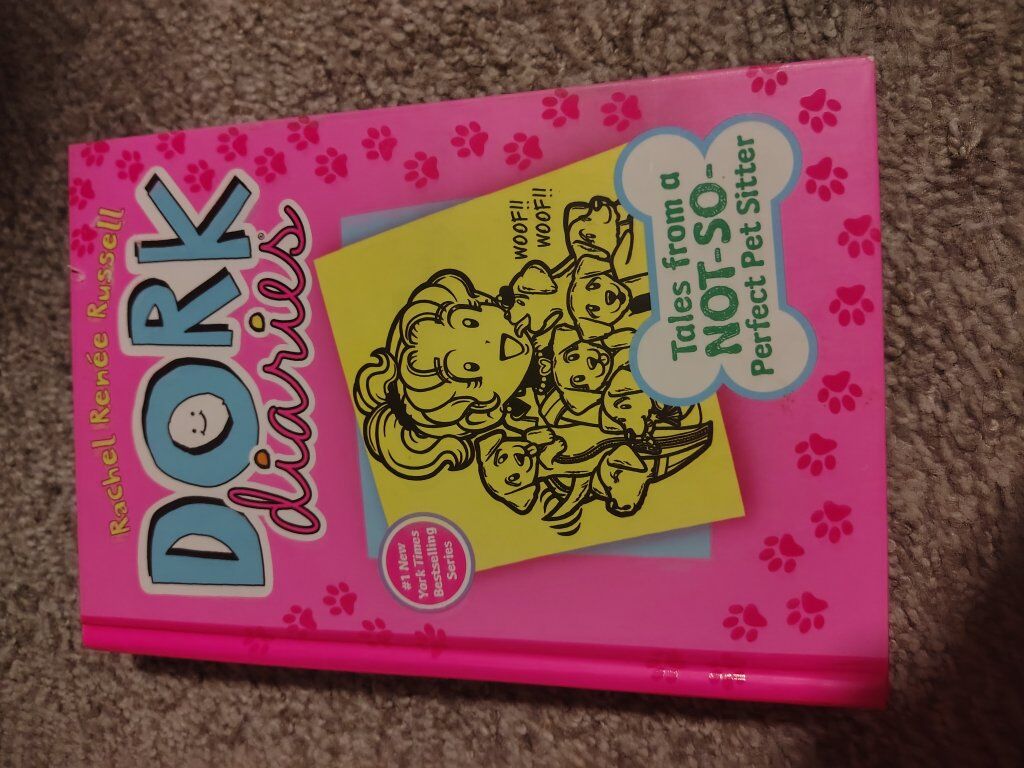 Rachel Renée Russell
DORK
diaries®
WOOF!!
WOOF!!
Tales from a
NOT-SO-
Perfect Pet Sitter
#1 New
York Times
Bestselling
Series